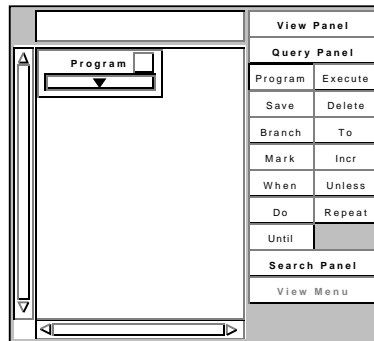 View Panel
Query Panel
Program
Program Execute
Save Delete
Branch To
Mark Incr
When Unless
Do Repeat
Until
Search Panel
View Menu